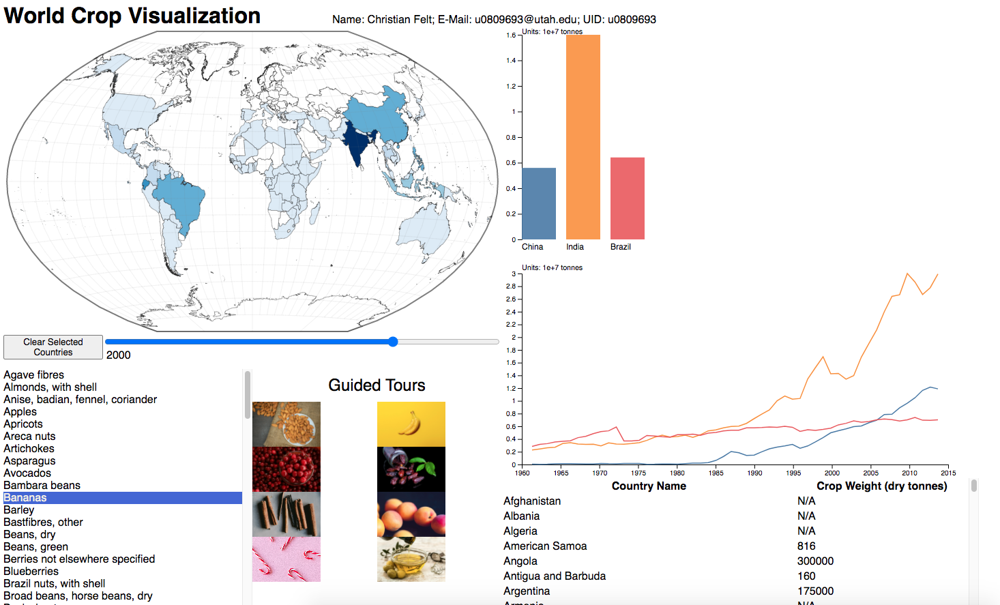 World Crop Visualization
Name: Christian Felt; E-Mail: u0809693@utah.edu; UID: u0809693
Units: 1e+7 tonnes
1.6
1.4
1.2
1
0.8
0.6
0.4
0.2
0
China India Brazil
Units: 1e+7 tonnes
3
2.8
2.6
2.4
2.2
2
1.8
1.6
1.4
1.2
1
0.8
0.6
0.4
0.2
0
1960 1965 1970 1975 1980 1985 1990 1995 2000 2005 2010 2015
Clear Selected
Countries
2000
Agave fibres
Almonds, with shell
Anise, badian, fennel, coriander
Apples
Apricots
Areca nuts
Artichokes
Asparagus
Avocados
Bambara beans
Bananas
Barley
Bastfibres, other
Beans, dry
Beans, green
Berries not elsewhere specified
Blueberries
Brazil nuts, with shell
Broad beans, horse beans, dry
Guided Tours
Country Name Crop Weight (dry tonnes)
Afghanistan N/A
Albania N/A
Algeria N/A
American Samoa 816
Angola 300000
Antigua and Barbuda 160
Argentina 175000